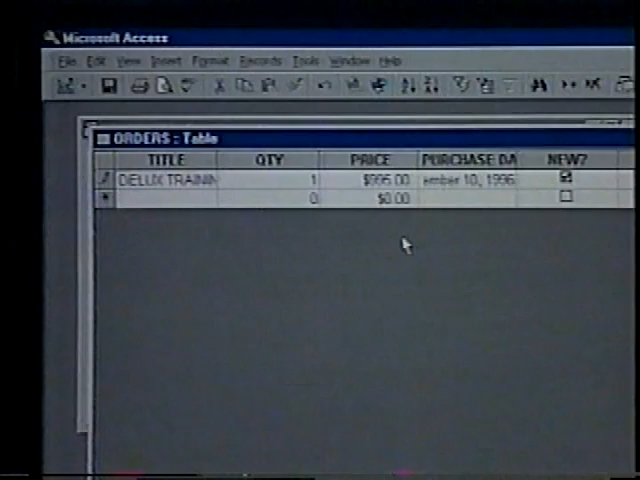 Microsoft Access
File Edit View Insert Format Records Tools Window Help
ORDERS : Table
TITLE QTY PRICE PURCHASE DA NEW?
DELUX TRAININ 1 $995.00 ember 10, 1996
0 $0.00